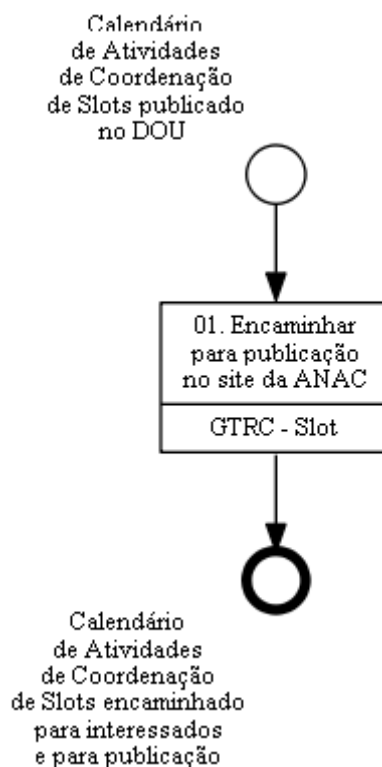 Calendário
de Atividades
de Coordenação
de Slots publicado
no DOU
01. Encaminhar
para publicação
no site da ANAC
GTRC - Slot
Calendário
de Atividades
de Coordenação
de Slots encaminhado
para interessados
e para publicação